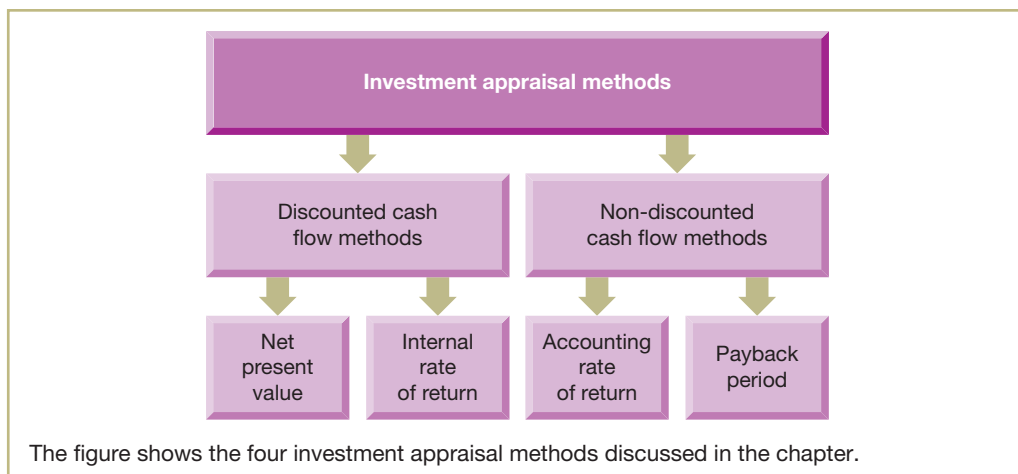 Investment appraisal methods
Discounted cash
flow methods
Non-discounted
cash flow methods
Net
present
value
Internal
rate
of return
Accounting
rate
of return
Payback
period
The figure shows the four investment appraisal methods discussed in the chapter.